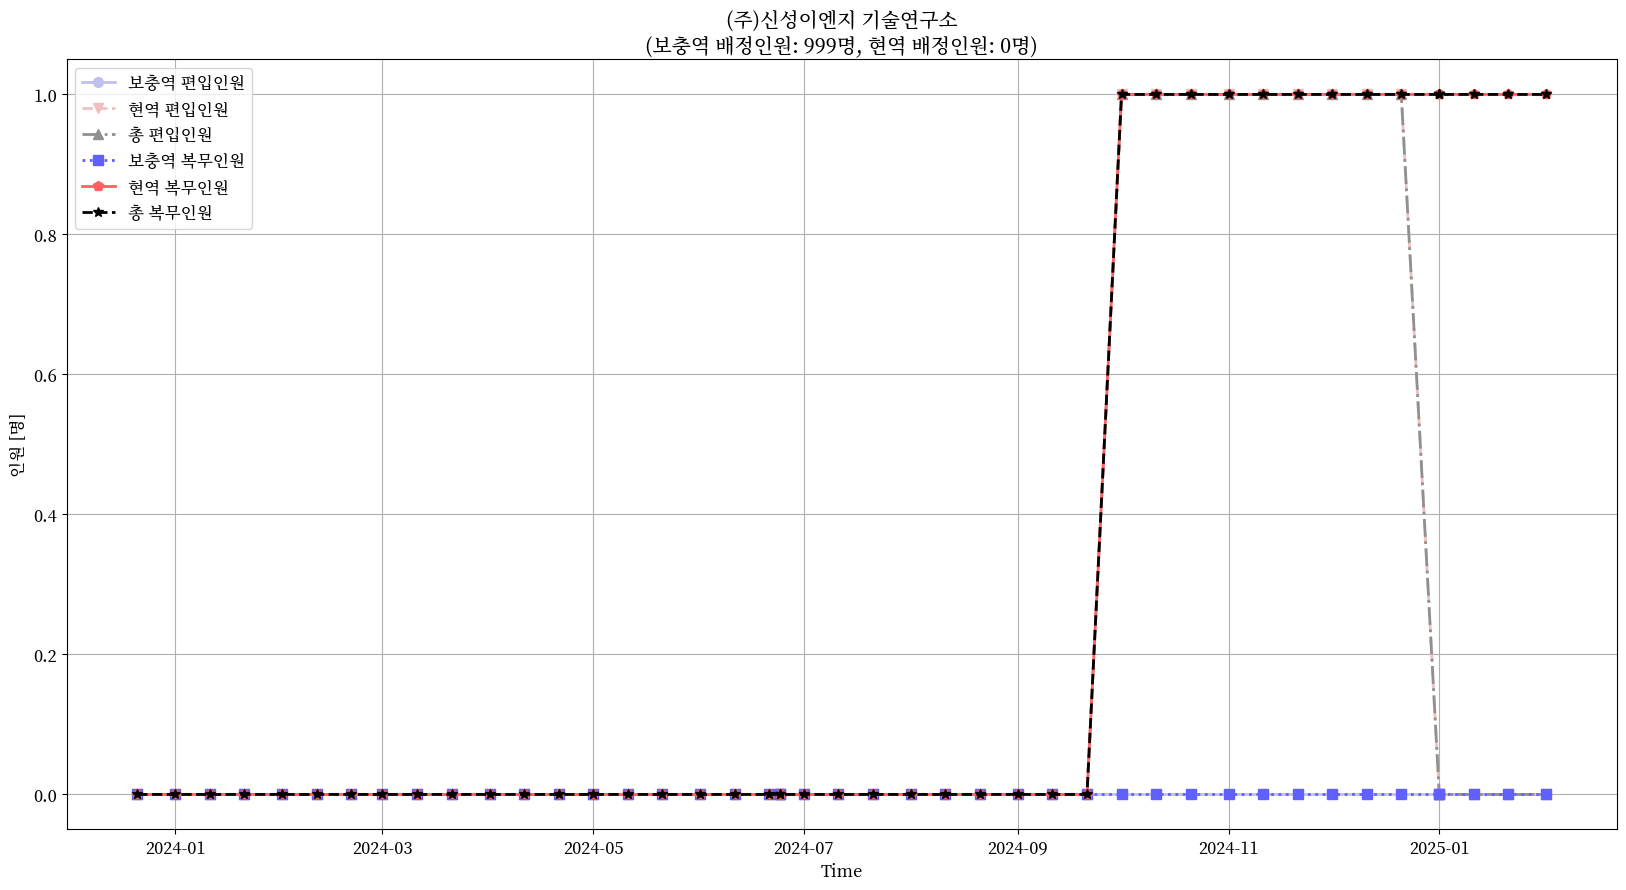 (주)신성이엔지 기술연구소
(보충역 배정인원: 999명, 현역 배정인원: 0명)
보충역 편입인원
현역 편입인원
총 편입인원
보충역 복무인원
현역 복무인원
총 복무인원
1.0
0.8
0.6
0.4
0.2
0.0
인원 [명]
2024-01
2024-03
2024-05
2024-07
2024-09
2024-11
2025-01
Time